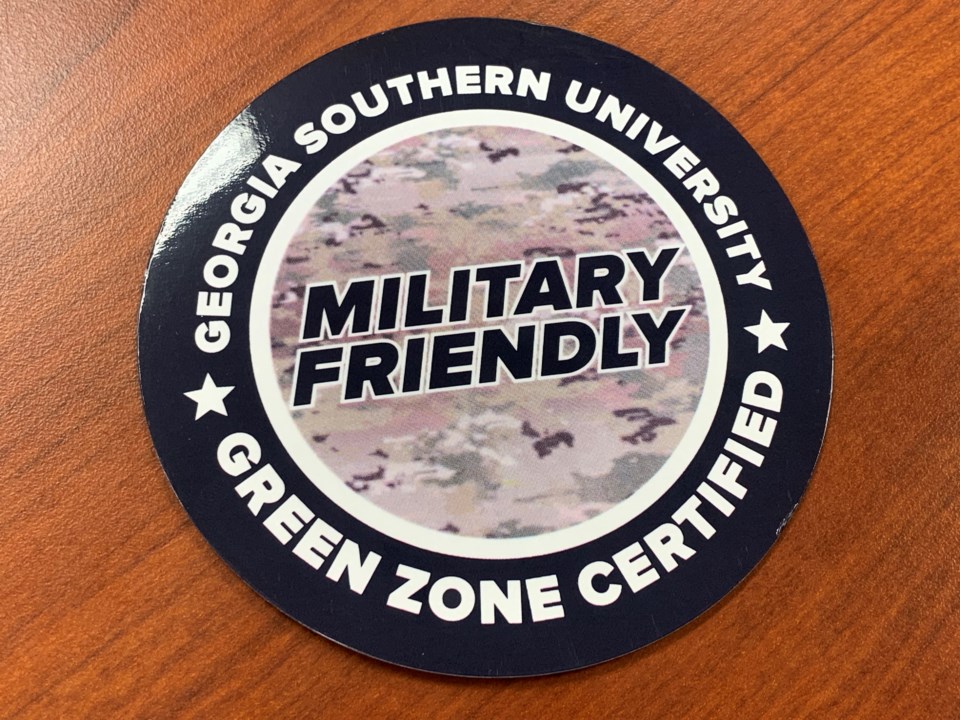 GEORGIA SOUTHERN UNIVERSITY
MILITARY
FRIENDLY
GREEN ZONE CERTIFIED